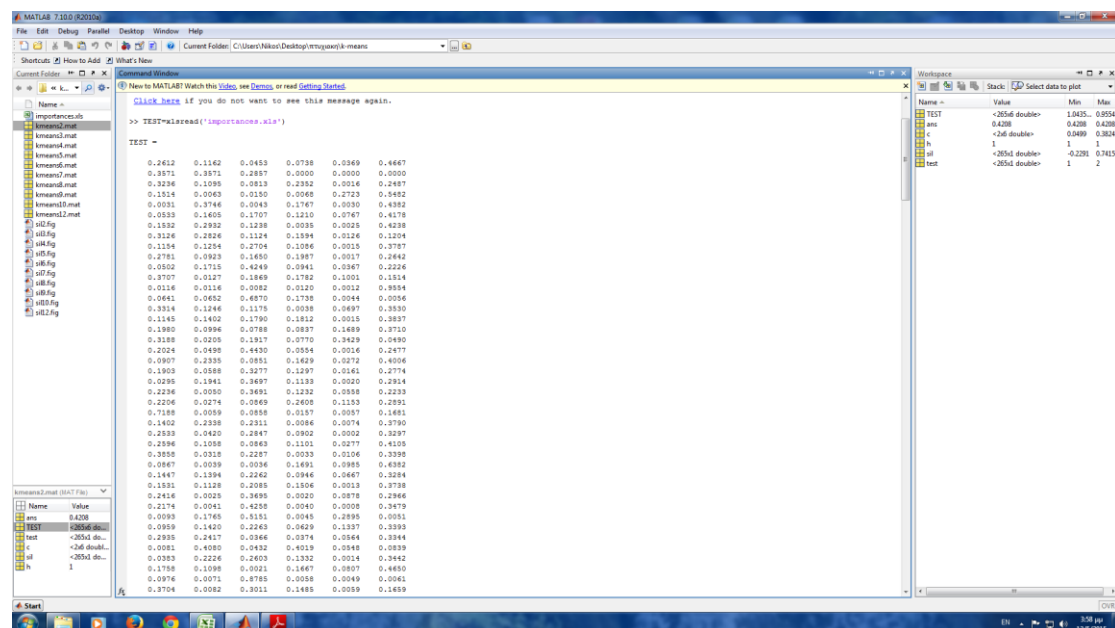 MATLAB 7.10.0 (R2010a)
File Edit Debug Parallel Desktop Window Help
Current Folder: C:\Users\Nikos\Desktop\πτυχιακη\k-means
Shortcuts How to Add What's New
Current Folder
« k...
Name
importances.xls
kmeans2.mat
kmeans3.mat
kmeans4.mat
kmeans5.mat
kmeans6.mat
kmeans7.mat
kmeans8.mat
kmeans9.mat
kmeans10.mat
kmeans12.mat
sil2.fig
sil3.fig
sil4.fig
sil5.fig
sil6.fig
sil7.fig
sil8.fig
sil9.fig
sil10.fig
sil12.fig
kmeans2.mat (MAT File)
Name Value
ans 0.4208
TEST <265x6 do...
test <265x1 do...
c <2x6 doubl...
sil <265x1 do...
h 1
Command Window
New to MATLAB? Watch this Video, see Demos, or read Getting Started.
Click here if you do not want to see this message again.
>> TEST=xlsread('importances.xls')
TEST =
0.2612 0.1162 0.0453 0.0738 0.0369 0.4667
0.3571 0.3571 0.2857 0.0000 0.0000 0.0000
0.3236 0.1095 0.0813 0.2352 0.0016 0.2487
0.1514 0.0063 0.0150 0.0068 0.2723 0.5482
0.0031 0.3746 0.0043 0.1767 0.0030 0.4382
0.0533 0.1605 0.1707 0.1210 0.0767 0.4178
0.1532 0.2932 0.1238 0.0035 0.0025 0.4238
0.3126 0.2826 0.1124 0.1594 0.0126 0.1204
0.1154 0.1254 0.2704 0.1086 0.0015 0.3787
0.2781 0.0923 0.1650 0.1987 0.0017 0.2642
0.0502 0.1715 0.4249 0.0941 0.0367 0.2226
0.3707 0.0127 0.1869 0.1782 0.1001 0.1514
0.0116 0.0116 0.0082 0.0120 0.0012 0.9554
0.0641 0.0652 0.6870 0.1738 0.0044 0.0056
0.3314 0.1246 0.1175 0.0038 0.0697 0.3530
0.1145 0.1402 0.1790 0.1812 0.0015 0.3837
0.1980 0.0996 0.0788 0.0837 0.1689 0.3710
0.3188 0.0205 0.1917 0.0770 0.3429 0.0490
0.2024 0.0498 0.4430 0.0554 0.0016 0.2477
0.0907 0.2335 0.0851 0.1629 0.0272 0.4006
0.1903 0.0588 0.3277 0.1297 0.0161 0.2774
0.0295 0.1941 0.3697 0.1133 0.0020 0.2914
0.2236 0.0050 0.3691 0.1232 0.0558 0.2233
0.2206 0.0274 0.0869 0.2608 0.1153 0.2891
0.7188 0.0059 0.0858 0.0157 0.0057 0.1681
0.1402 0.2338 0.2311 0.0086 0.0074 0.3790
0.2533 0.0420 0.2847 0.0902 0.0002 0.3297
0.2596 0.1058 0.0863 0.1101 0.0277 0.4105
0.3858 0.0318 0.2287 0.0033 0.0106 0.3398
0.0867 0.0039 0.0036 0.1691 0.0985 0.6382
0.1447 0.1394 0.2262 0.0946 0.0667 0.3284
0.1531 0.1128 0.2085 0.1506 0.0013 0.3738
0.2416 0.0025 0.3695 0.0020 0.0878 0.2966
0.2174 0.0041 0.4258 0.0040 0.0008 0.3479
0.0093 0.1765 0.5151 0.0045 0.2895 0.0051
0.0959 0.1420 0.2263 0.0629 0.1337 0.3393
0.2935 0.2417 0.0366 0.0374 0.0564 0.3344
0.0081 0.4080 0.0432 0.4019 0.0548 0.0839
0.0383 0.2226 0.2603 0.1332 0.0014 0.3442
0.1758 0.1098 0.0021 0.1667 0.0807 0.4650
0.0976 0.0071 0.8785 0.0058 0.0049 0.0061
0.3704 0.0082 0.3011 0.1485 0.0059 0.1659
Workspace
Stack: Select data to plot
Name Value Min Max
TEST <265x6 double> 1.0435... 0.9554
ans 0.4208 0.4208 0.4208
c <2x6 double> 0.0499 0.3824
h 1 1 1
sil <265x1 double> -0.2291 0.7415
test <265x1 double> 1 2
Start
OVR
EN
3:58 μμ